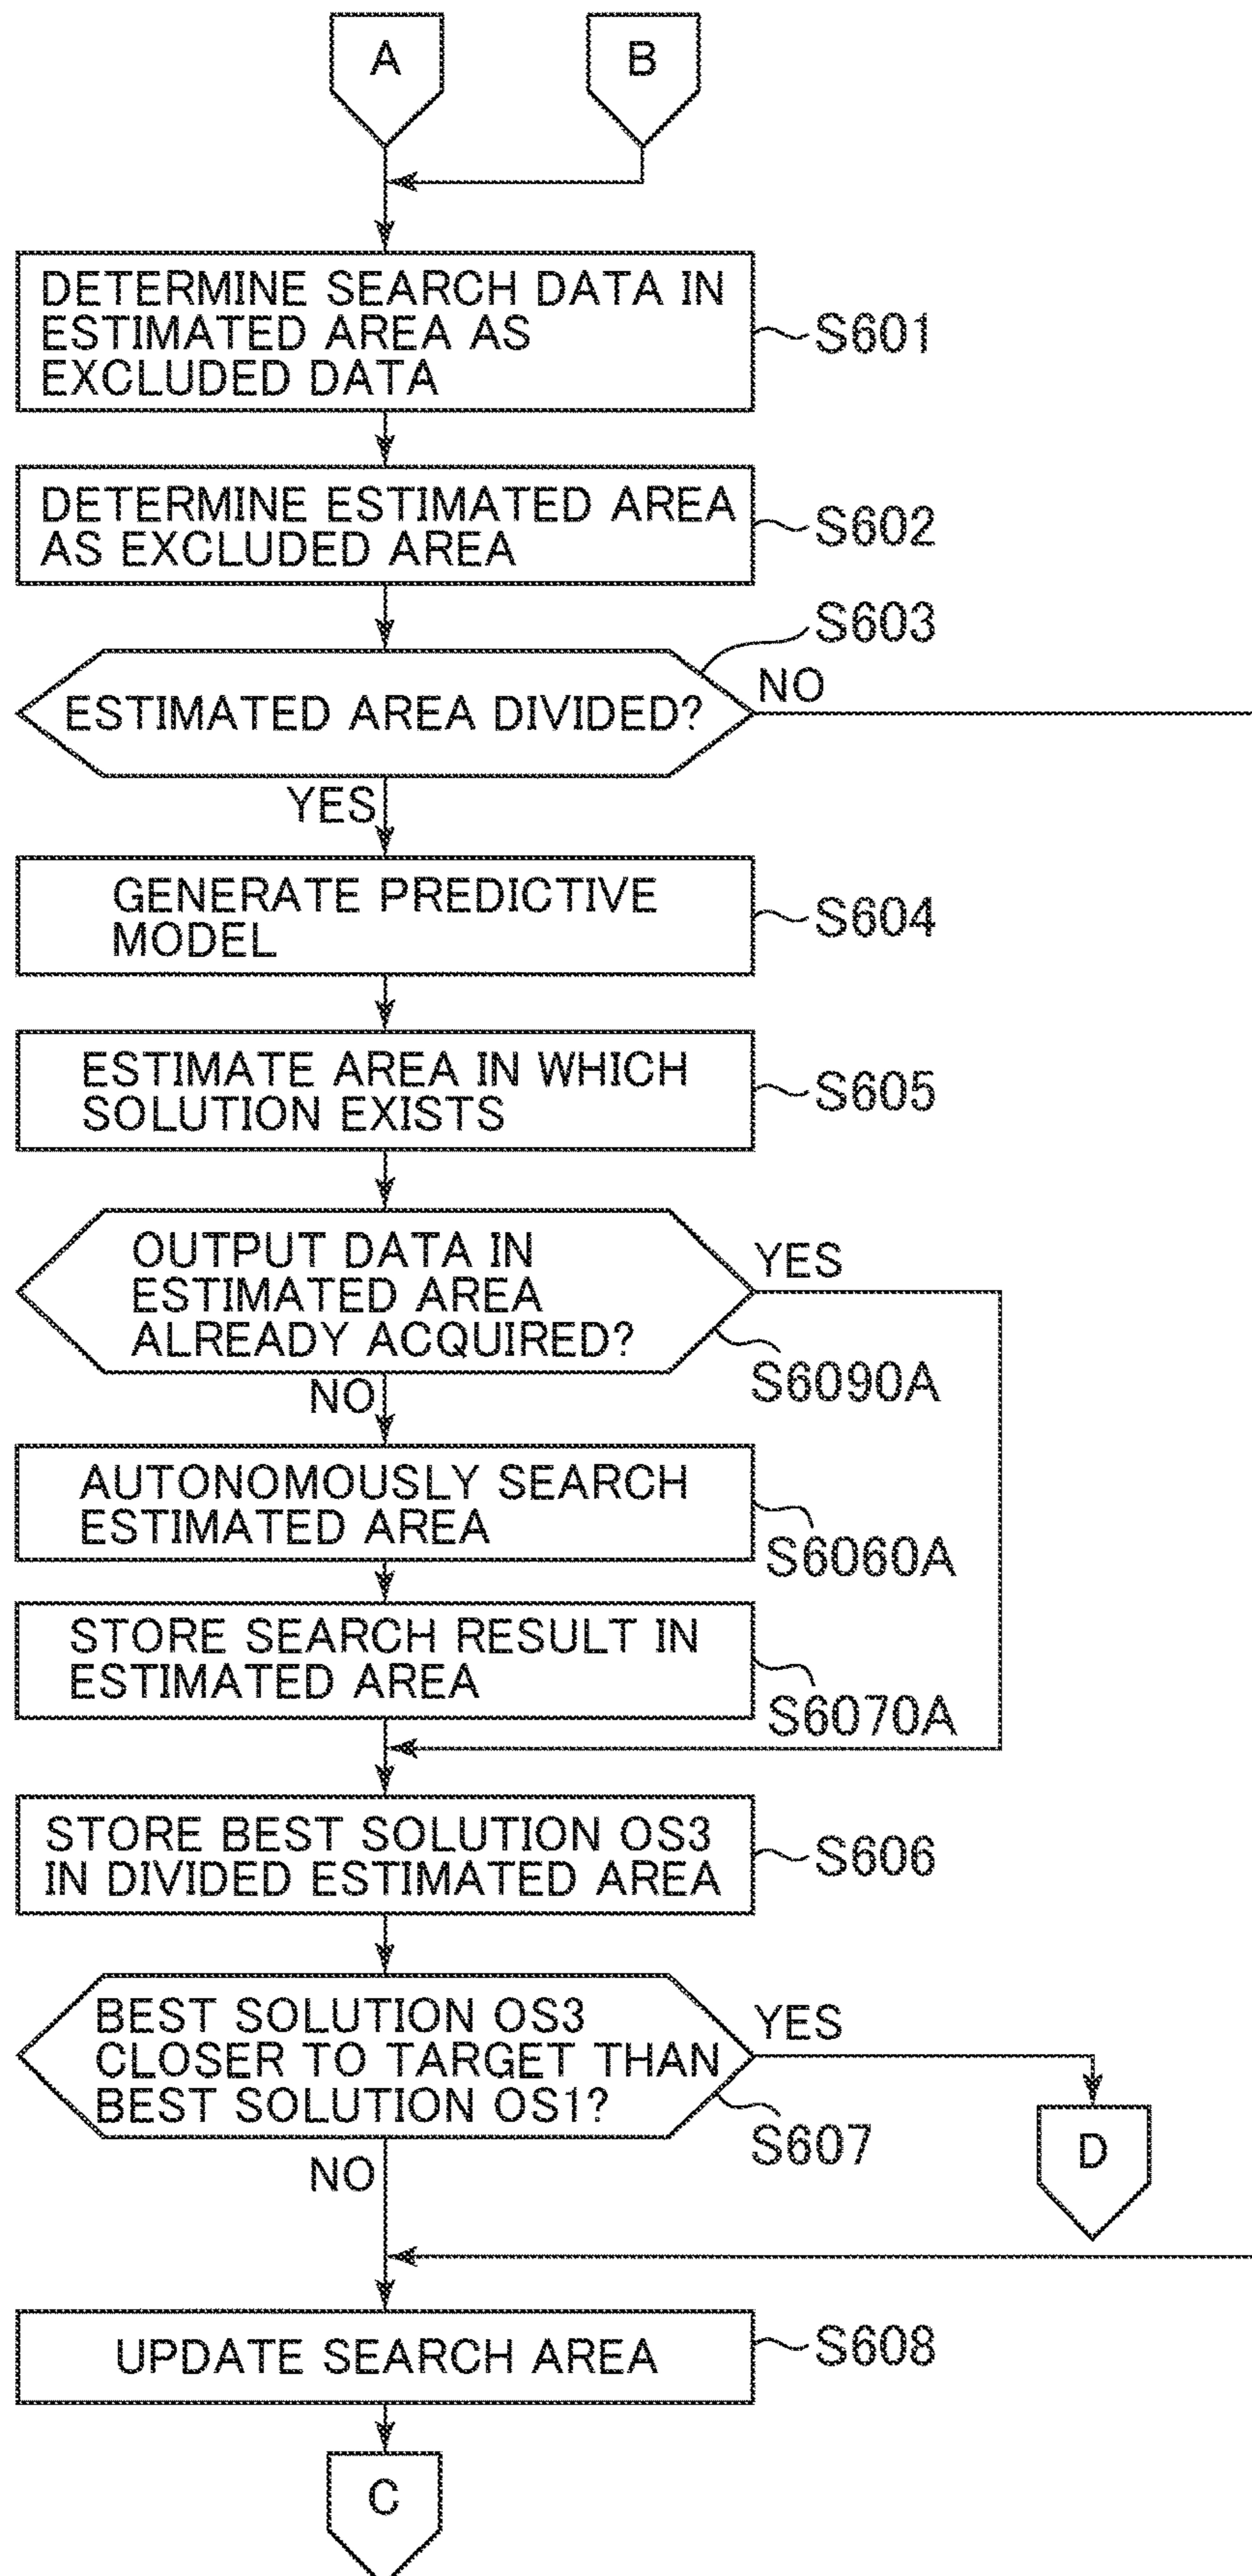 A
B
DETERMINE SEARCH DATA IN
ESTIMATED AREA AS
EXCLUDED DATA
S601
DETERMINE ESTIMATED AREA
AS EXCLUDED AREA
S602
S603
ESTIMATED AREA DIVIDED?
NO
YES
GENERATE PREDICTIVE
MODEL
S604
ESTIMATE AREA IN WHICH
SOLUTION EXISTS
S605
OUTPUT DATA IN
ESTIMATED AREA
ALREADY ACQUIRED?
YES
S6090A
NO
AUTONOMOUSLY SEARCH
ESTIMATED AREA
S6060A
STORE SEARCH RESULT IN
ESTIMATED AREA
S6070A
STORE BEST SOLUTION OS3
IN DIVIDED ESTIMATED AREA
S606
BEST SOLUTION OS3
CLOSER TO TARGET THAN
BEST SOLUTION OS1?
YES
S607
D
NO
UPDATE SEARCH AREA
S608
C